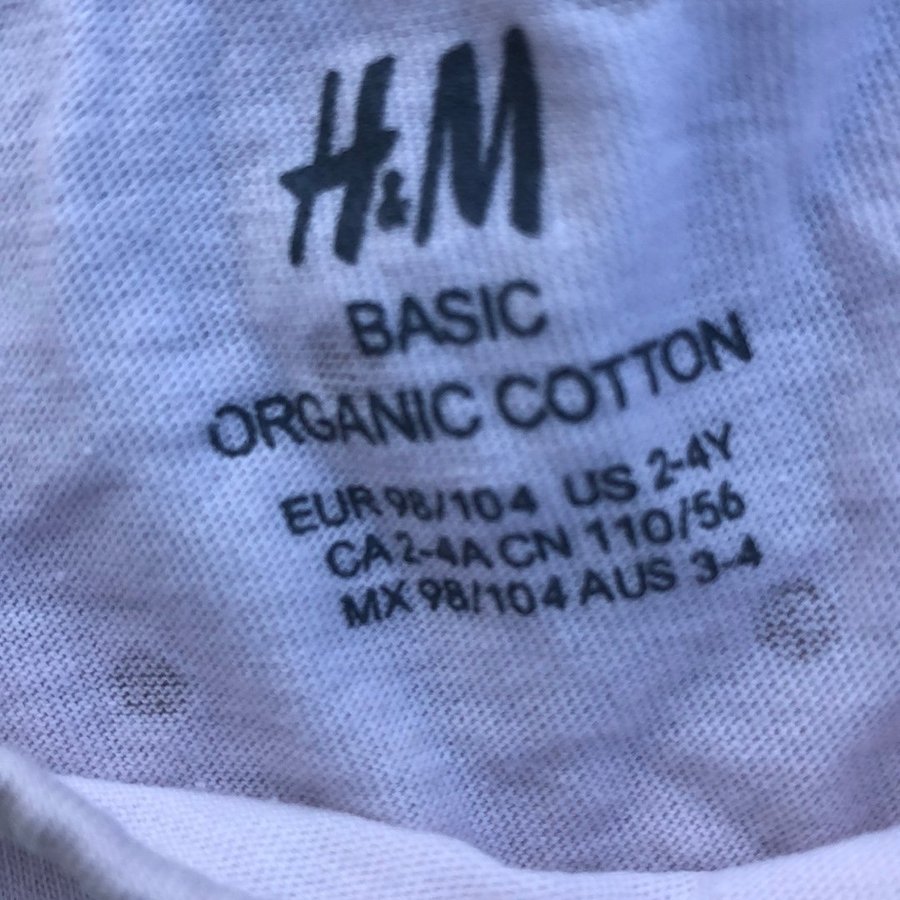 H&M
BASIC
ORGANIC COTTON
EUR 98/104 US 2-4Y
CA 2-4A CN 110/56
MX 98/104 AUS 3-4